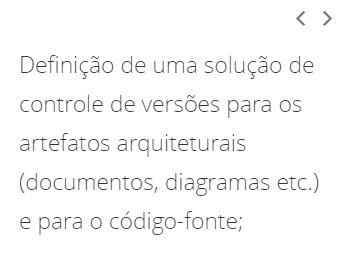 Definição de uma solução de
controle de versões para os
artefatos arquiteturais
(documentos, diagramas etc.)
e para o código-fonte;